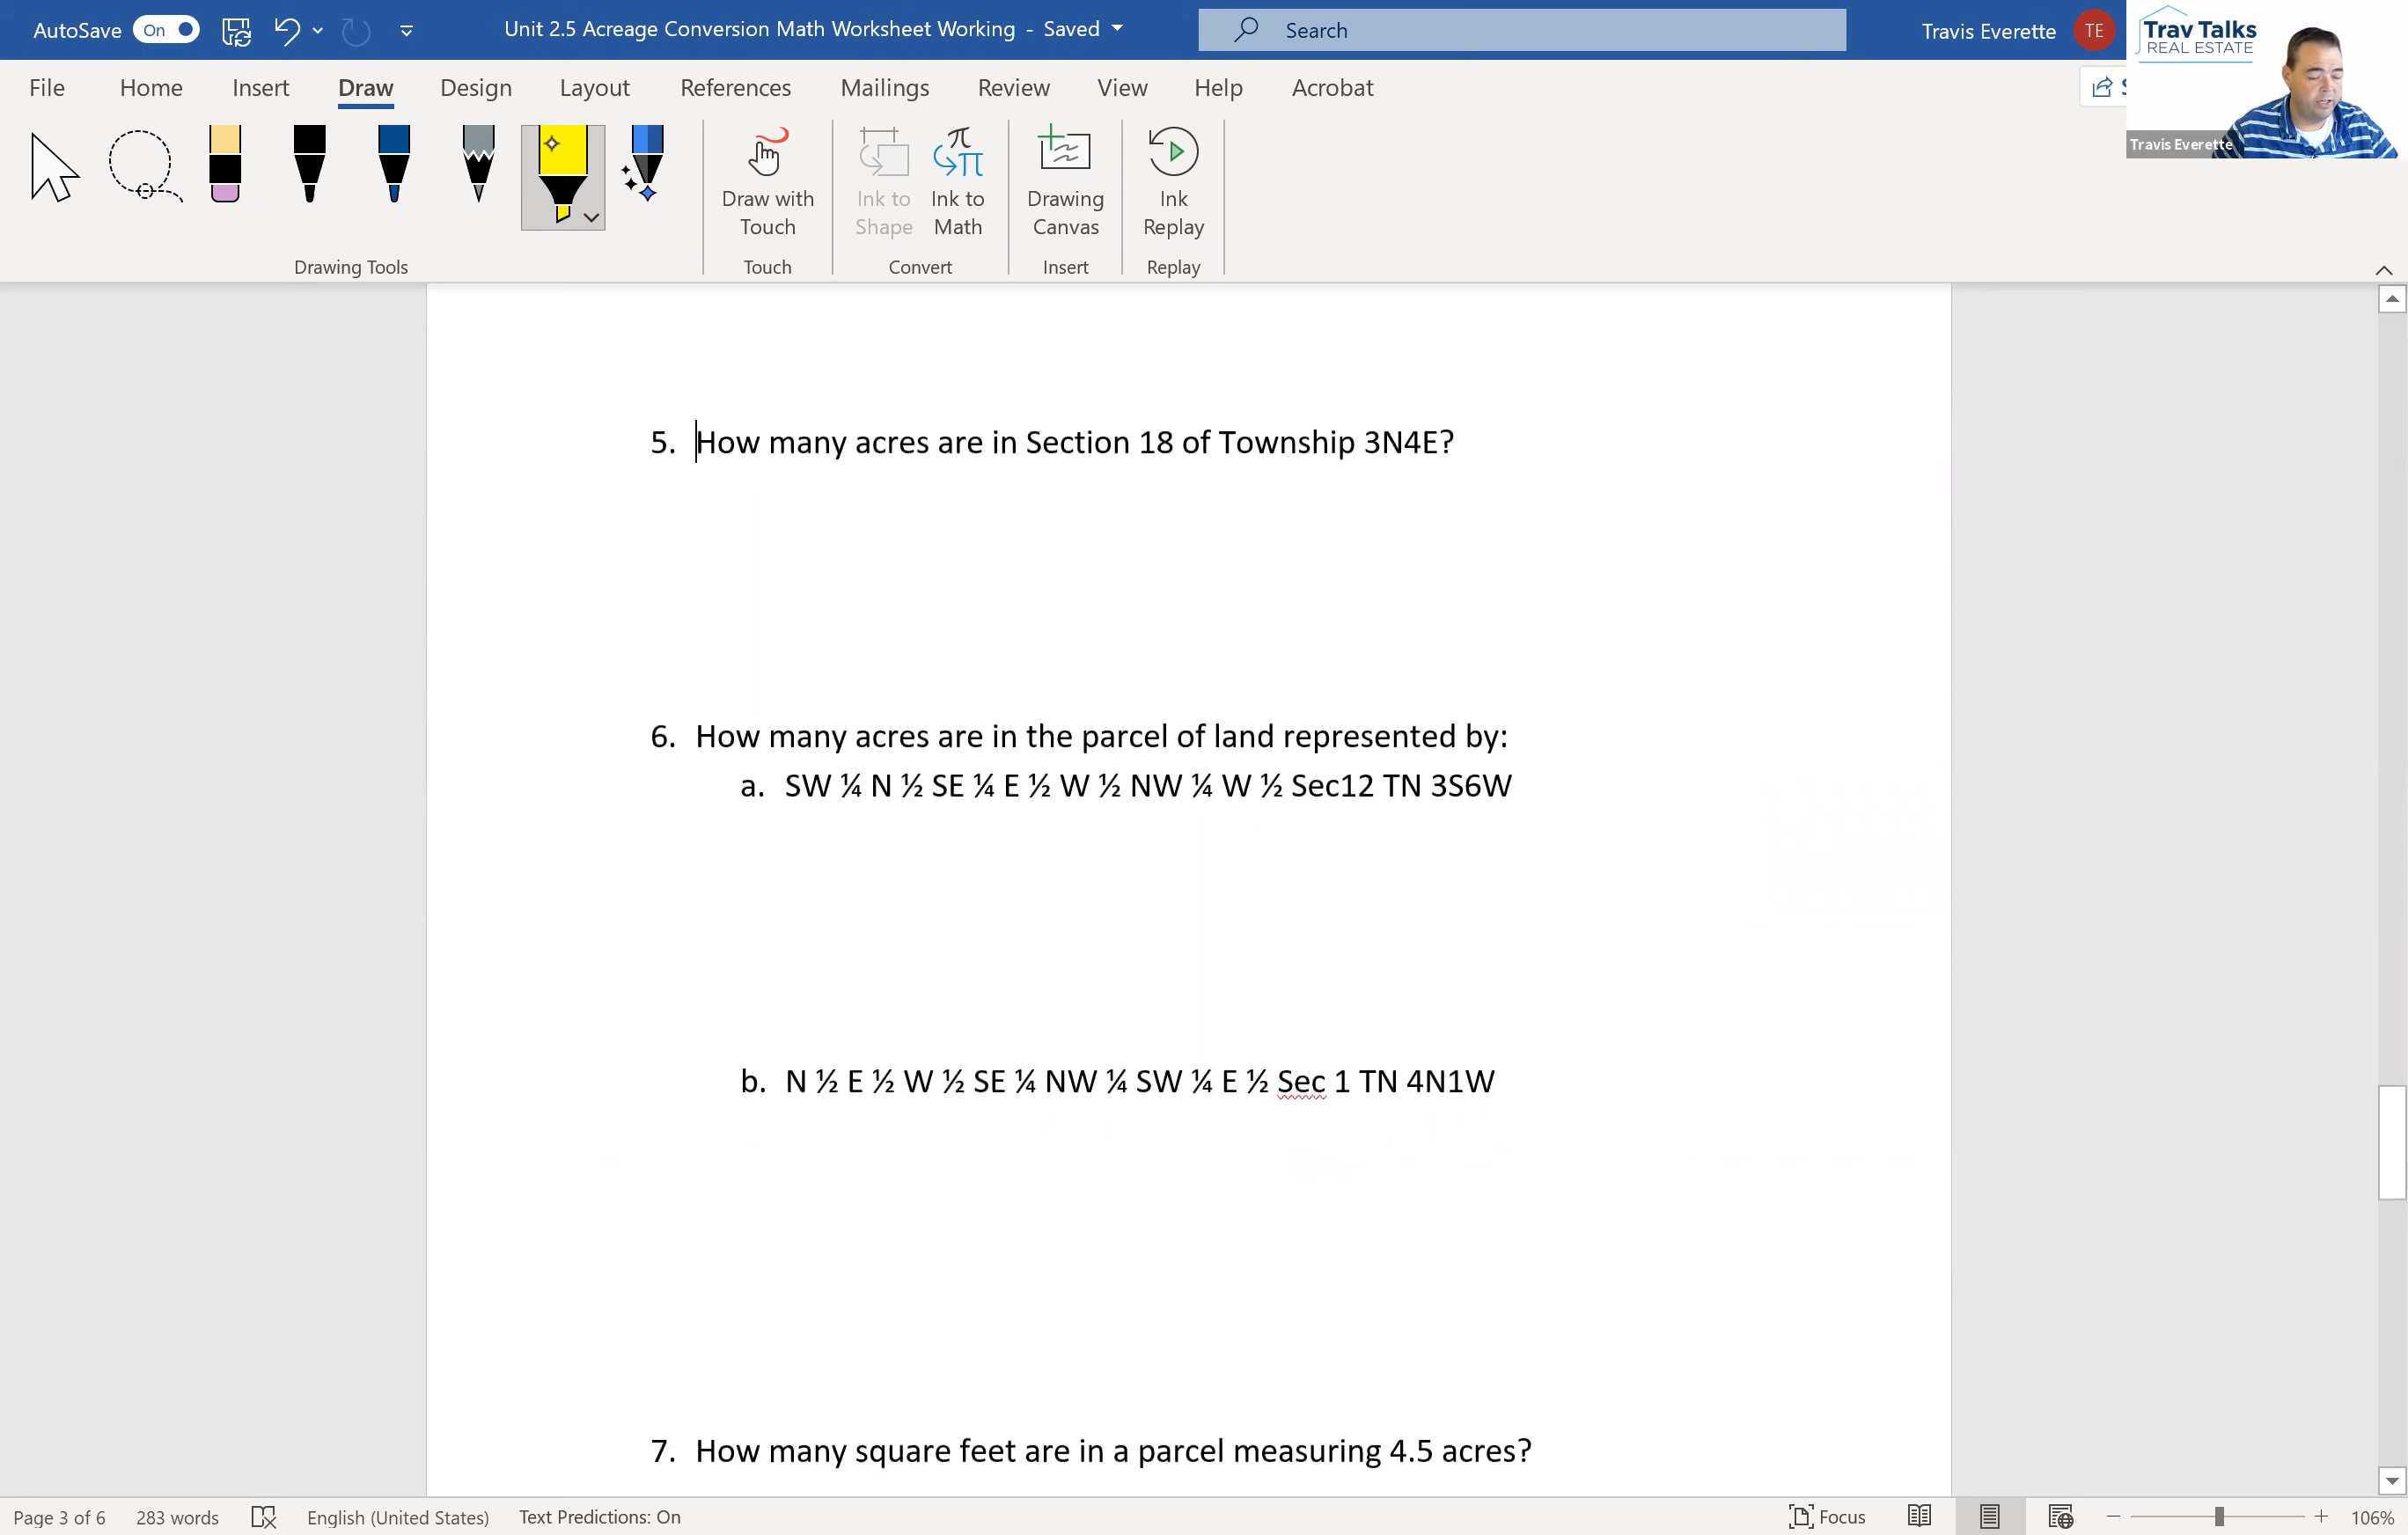 AutoSave On
Unit 2.5 Acreage Conversion Math Worksheet Working - Saved
Search
Travis Everette TE
Trav Talks
REAL ESTATE
Travis Everette
File Home Insert Draw Design Layout References Mailings Review View Help Acrobat
Draw with Touch
Ink to Shape
Ink to Math
Drawing Canvas
Ink Replay
Drawing Tools Touch Convert Insert Replay
5. How many acres are in Section 18 of Township 3N4E?
6. How many acres are in the parcel of land represented by:
a. SW ¼ N ½ SE ¼ E ½ W ½ NW ¼ W ½ Sec12 TN 3S6W
b. N ½ E ½ W ½ SE ¼ NW ¼ SW ¼ E ½ Sec 1 TN 4N1W
7. How many square feet are in a parcel measuring 4.5 acres?
Page 3 of 6 283 words English (United States) Text Predictions: On Focus 106%